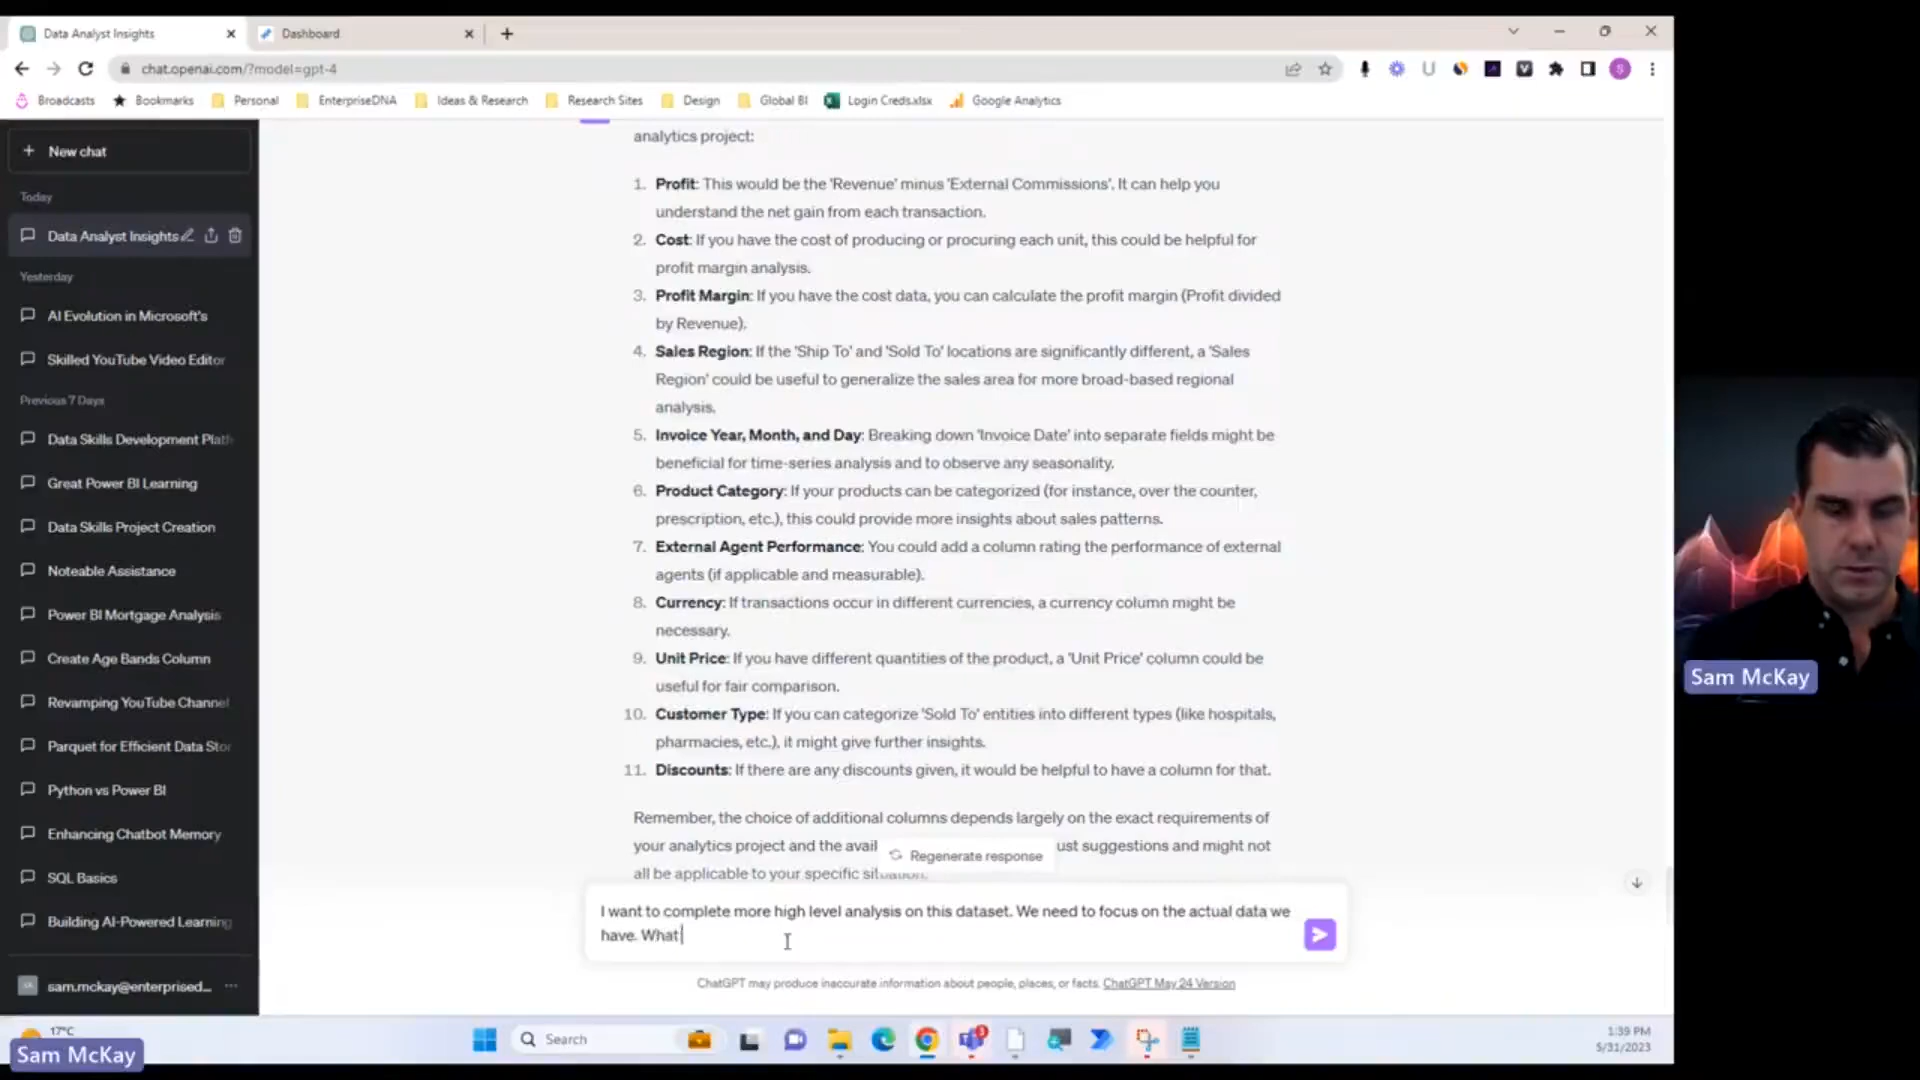 Data Analyst Insights
Dashboard
chat.openai.com/?model=gpt-4
Broadcasts
Bookmarks
Personal
EnterpriseDNA
Ideas & Research
Research Sites
Design
Global BI
Login Creds.xlsx
Google Analytics
New chat
Today
Data Analyst Insights
Yesterday
AI Evolution in Microsoft's
Skilled YouTube Video Editor
Previous 7 Days
Data Skills Development Plat
Great Power BI Learning
Data Skills Project Creation
Noteable Assistance
Power BI Mortgage Analysis
Create Age Bands Column
Revamping YouTube Channel
Parquet for Efficient Data Stor
Python vs Power BI
Enhancing Chatbot Memory
SQL Basics
Building AI-Powered Learning
sam.mckay@enterprised...
analytics project:
1. Profit: This would be the 'Revenue' minus 'External Commissions'. It can help you
understand the net gain from each transaction.
2. Cost: If you have the cost of producing or procuring each unit, this could be helpful for
profit margin analysis.
3. Profit Margin: If you have the cost data, you can calculate the profit margin (Profit divided
by Revenue).
4. Sales Region: If the 'Ship To' and 'Sold To' locations are significantly different, a 'Sales
Region' could be useful to generalize the sales area for more broad-based regional
analysis.
5. Invoice Year, Month, and Day: Breaking down 'Invoice Date' into separate fields might be
beneficial for time-series analysis and to observe any seasonality.
6. Product Category: If your products can be categorized (for instance, over the counter,
prescription, etc.), this could provide more insights about sales patterns.
7. External Agent Performance: You could add a column rating the performance of external
agents (if applicable and measurable).
8. Currency: If transactions occur in different currencies, a currency column might be
necessary.
9. Unit Price: If you have different quantities of the product, a 'Unit Price' column could be
useful for fair comparison.
10. Customer Type: If you can categorize 'Sold To' entities into different types (like hospitals,
pharmacies, etc.), it might give further insights.
11. Discounts: If there are any discounts given, it would be helpful to have a column for that.
Remember, the choice of additional columns depends largely on the exact requirements of
your analytics project and the avail
Regenerate response
ust suggestions and might not
all be applicable to your specific situation.
I want to complete more high level analysis on this dataset. We need to focus on the actual data we
have. What
ChatGPT may produce inaccurate information about people, places, or facts. ChatGPT May 24 Version
Sam McKay
17°C
Sam McKay
Search
3
1:39 PM
5/31/2023